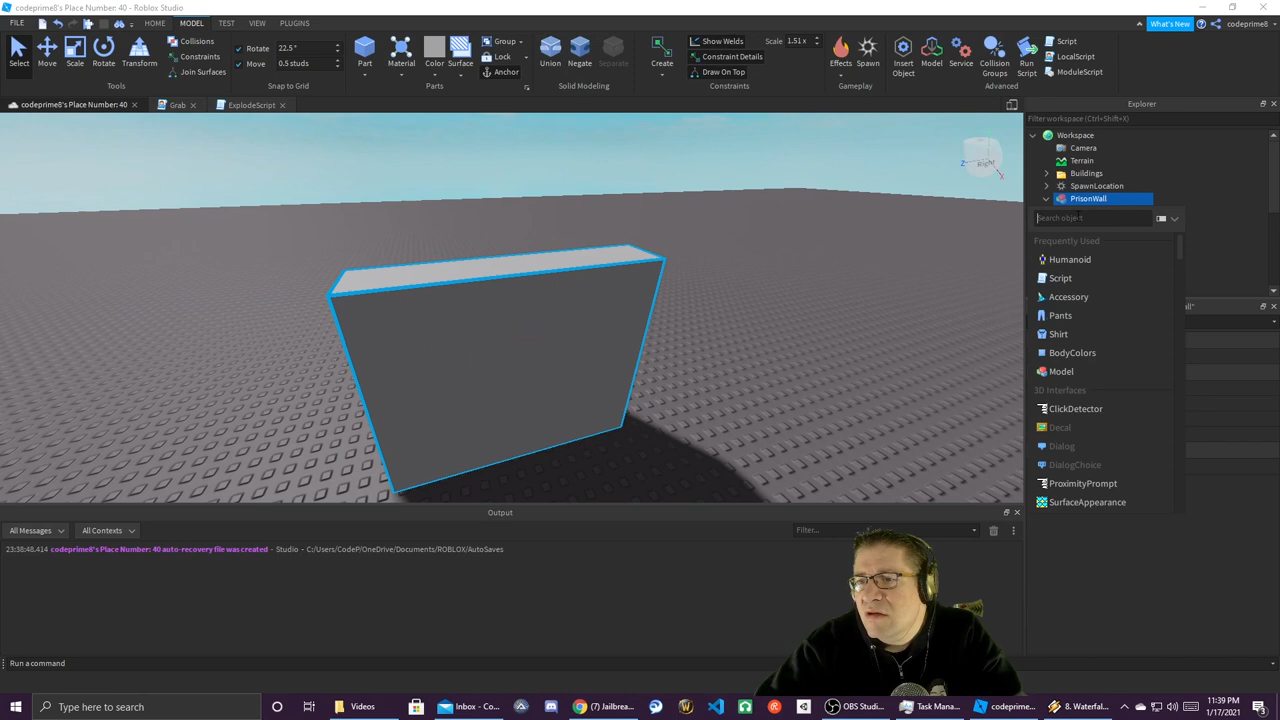 codeprime8's Place Number: 40 - Roblox Studio
FILE HOME MODEL TEST VIEW PLUGINS What's New codeprime8
Select Move Scale Rotate Transform
Collisions
Constraints
Join Surfaces
Tools
Rotate 22.5 °
Move 0.5 studs
Snap to Grid
Part Material Color Surface
Group
Lock
Anchor
Parts
Union Negate Separate
Solid Modeling
Create
Show Welds
Constraint Details
Draw On Top
Scale 1.51 x
Constraints
Effects Spawn
Gameplay
Insert Object Model Service Collision Groups Run Script
Script
LocalScript
ModuleScript
Advanced
codeprime8's Place Number: 40 Grab ExplodeScript
Right
Z
X
Explorer
Filter workspace (Ctrl+Shift+X)
Workspace
Camera
Terrain
Buildings
SpawnLocation
PrisonWall
Search object
Frequently Used
Humanoid
Script
Accessory
Pants
Shirt
BodyColors
Model
3D Interfaces
ClickDetector
Decal
Dialog
DialogChoice
ProximityPrompt
SurfaceAppearance
Output
All Messages All Contexts Filter...
23:38:48.414 codeprime8's Place Number: 40 auto-recovery file was created - Studio - C:/Users/CodeP/OneDrive/Documents/ROBLOX/AutoSaves
Run a command
Type here to search
Videos
Inbox - Co...
(7) Jailbreak...
OBS Studi...
Task Mana...
codeprime...
8. Waterfal...
11:39 PM
1/17/2021